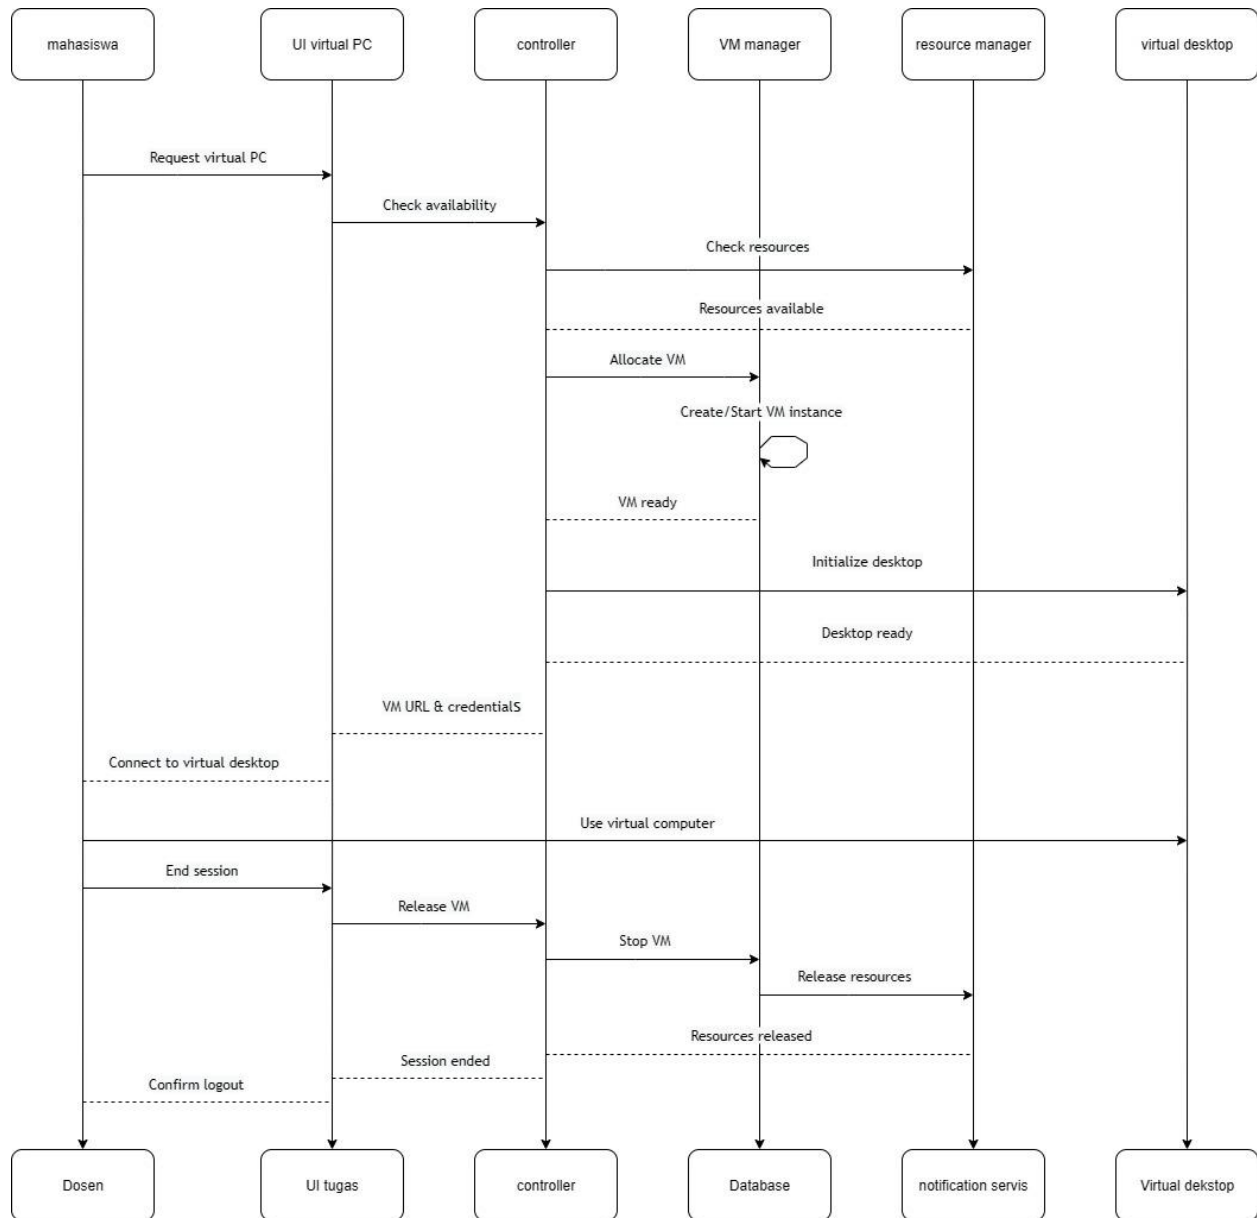 mahasiswa
UI virtual PC
controller
VM manager
resource manager
virtual desktop
Request virtual PC
Check availability
Check resources
Resources available
Allocate VM
Create/Start VM instance
VM ready
Initialize desktop
Desktop ready
VM URL & credentialS
Connect to virtual desktop
Use virtual computer
End session
Release VM
Stop VM
Release resources
Resources released
Session ended
Confirm logout
Dosen
UI tugas
controller
Database
notification servis
Virtual dekstop